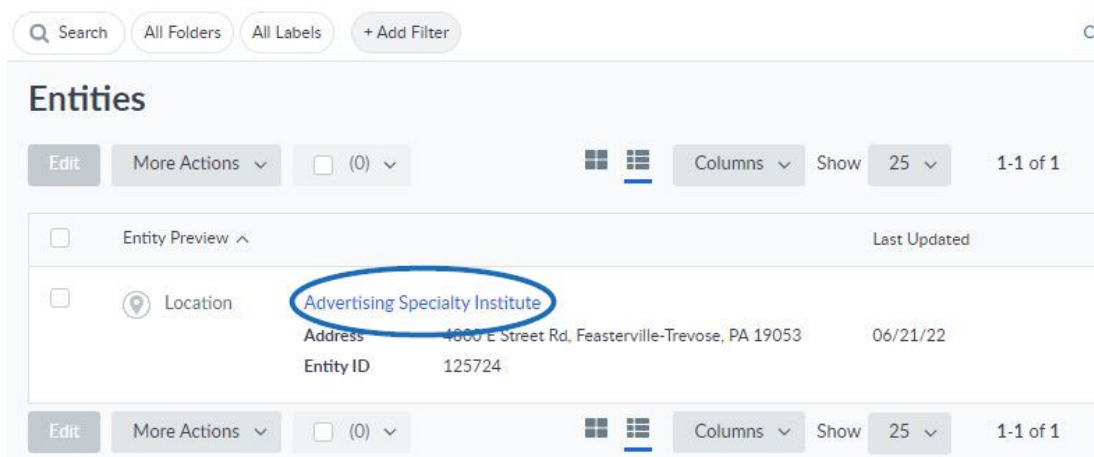 Search All Folders All Labels + Add Filter
Entities
Edit More Actions (0) Columns Show 25 1-1 of 1
Entity Preview Last Updated
Location Advertising Specialty Institute
Address 4800 E Street Rd, Feasterville-Trevose, PA 19053 06/21/22
Entity ID 125724
Edit More Actions (0) Columns Show 25 1-1 of 1